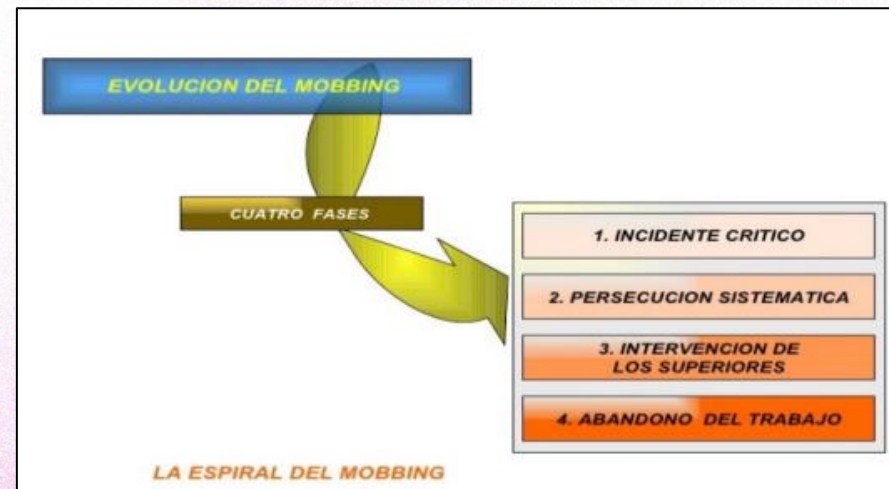 EVOLUCION DEL MOBBING
CUATRO FASES
1. INCIDENTE CRITICO
2. PERSECUCION SISTEMATICA
3. INTERVENCION DE
LOS SUPERIORES
4. ABANDONO DEL TRABAJO
LA ESPIRAL DEL MOBBING